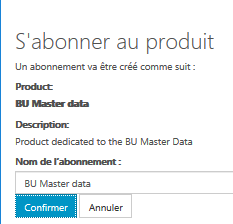 S'abonner au produit
Un abonnement va être créé comme suit :
Product:
BU Master data
Description:
Product dedicated to the BU Master Data
Nom de l'abonnement :
BU Master data
Confirmer Annuler